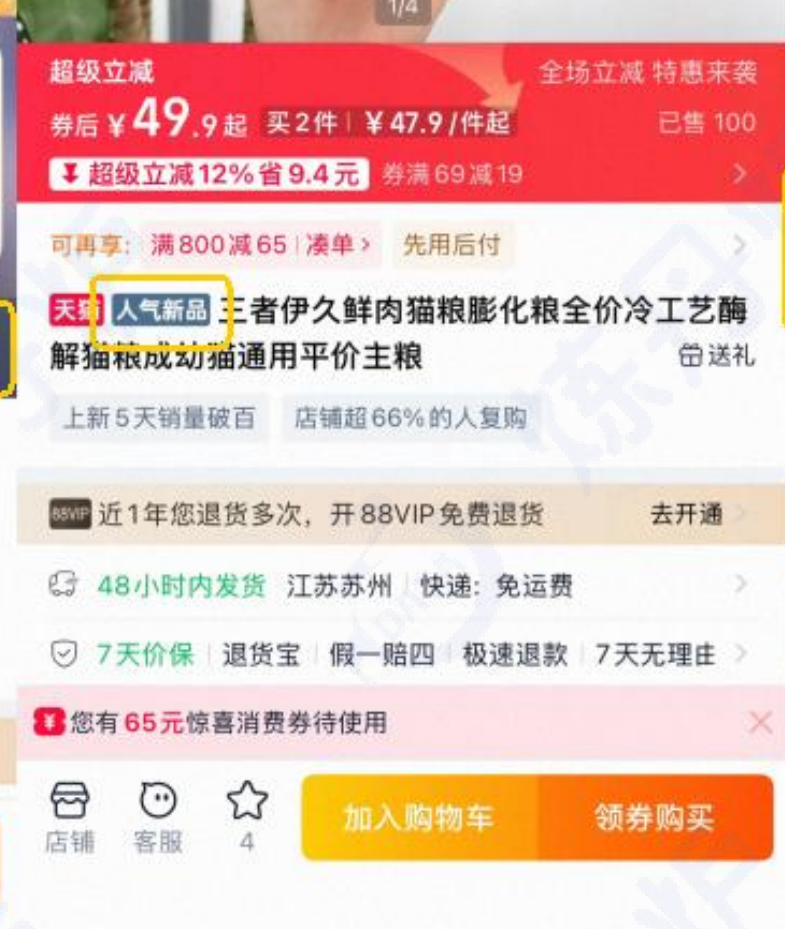 1/4
超级立减
全场立减 特惠来袭
券后¥49.9起 买2件 | ¥47.9/件起
已售 100
超级立减12%省9.4元 券满69减19
可再享: 满800减65 | 凑单 先用后付
天猫 人气新品 王者伊久鲜肉猫粮膨化粮全价冷工艺酶
解猫粮成幼猫通用平价主粮
送礼
上新5天销量破百 店铺超66%的人复购
88VIP 近1年您退货多次，开88VIP免费退货 去开通
48小时内发货 江苏苏州 | 快递: 免运费
7天价保 | 退货宝 | 假一赔四 | 极速退款 | 7天无理由
您有65元惊喜消费券待使用
店铺 客服 4
加入购物车 领券购买